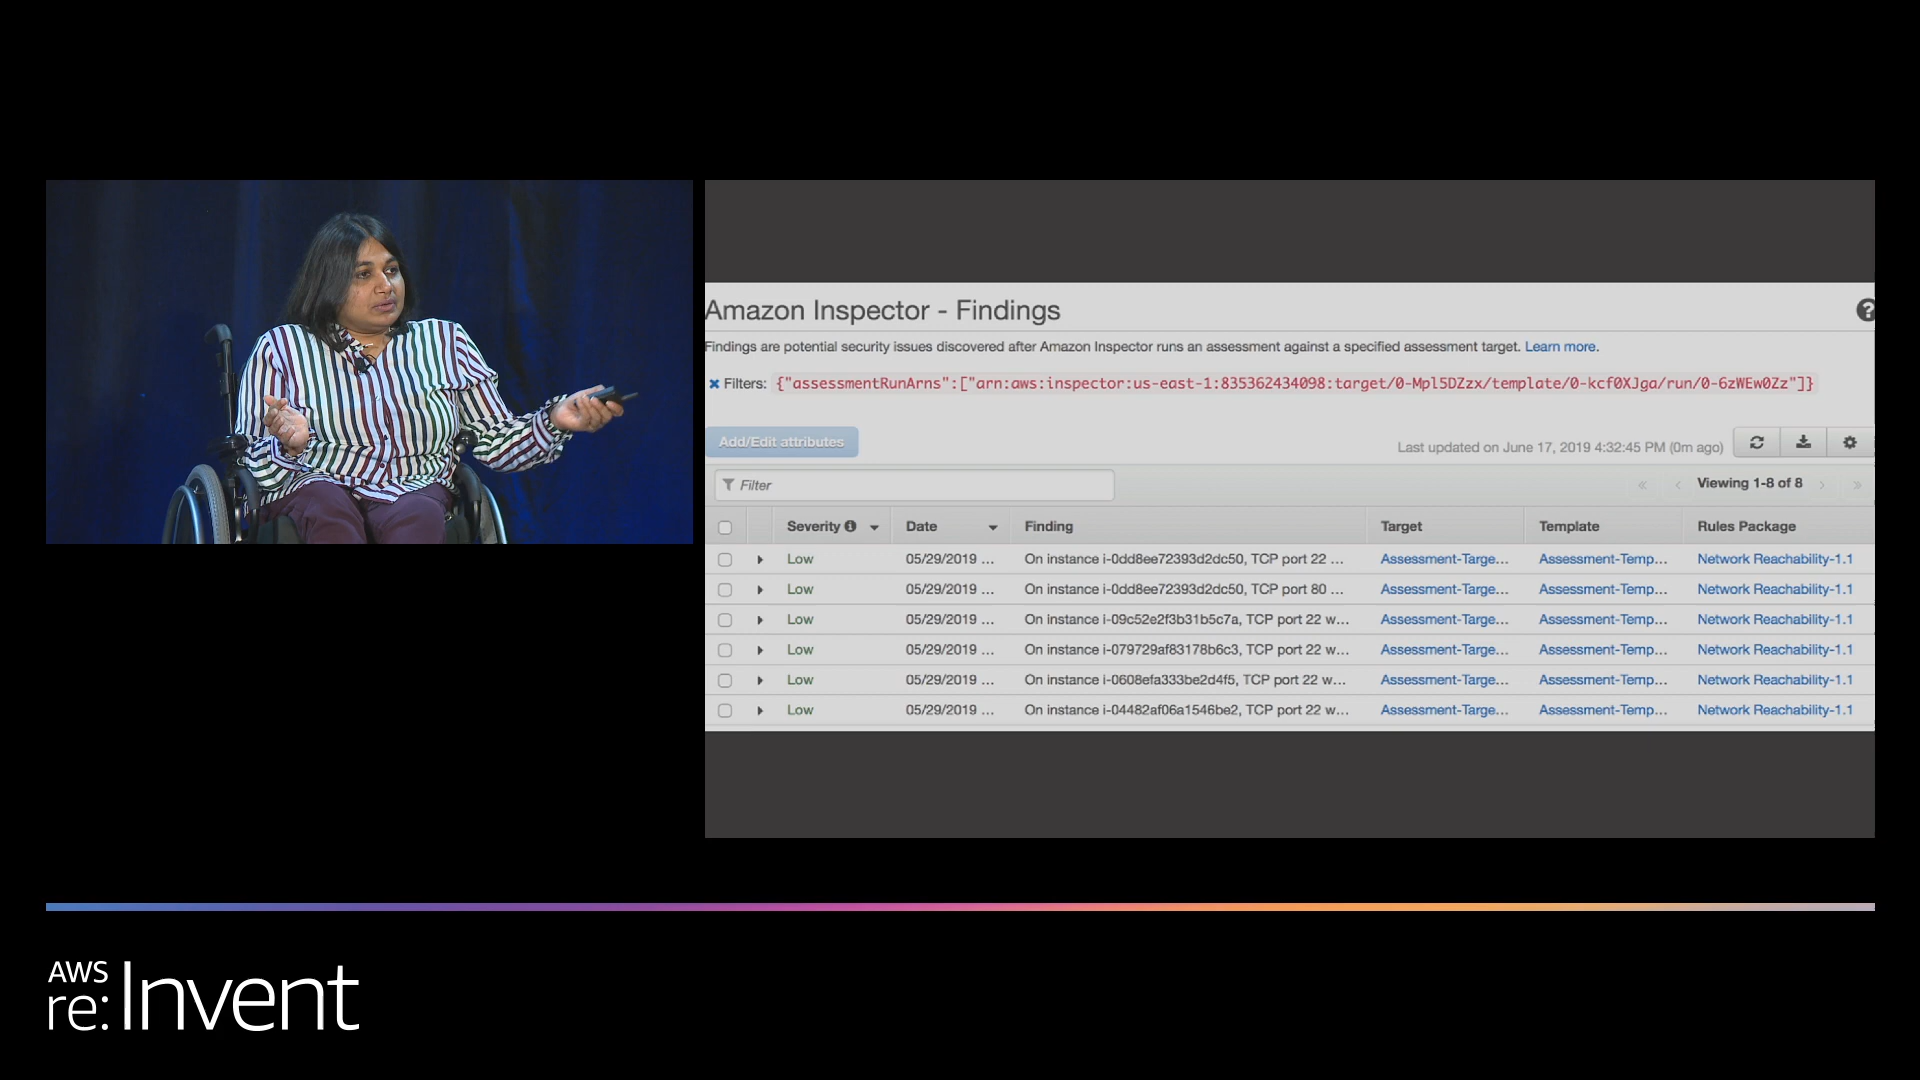 Amazon Inspector - Findings
Findings are potential security issues discovered after Amazon Inspector runs an assessment against a specified assessment target. Learn more.
Filters: {"assessmentRunArns":["arn:aws:inspector:us-east-1:835362434098:target/0-Mpl5DZzx/template/0-kcf0XJga/run/0-6zWEw0Zz"]}
Add/Edit attributes
Last updated on June 17, 2019 4:32:45 PM (0m ago)
Filter
Viewing 1-8 of 8
Severity Date Finding Target Template Rules Package
Low 05/29/2019 ... On instance i-0dd8ee72393d2dc50, TCP port 22 ... Assessment-Targe... Assessment-Temp... Network Reachability-1.1
Low 05/29/2019 ... On instance i-0dd8ee72393d2dc50, TCP port 80 ... Assessment-Targe... Assessment-Temp... Network Reachability-1.1
Low 05/29/2019 ... On instance i-09c52e2f3b31b5c7a, TCP port 22 w... Assessment-Targe... Assessment-Temp... Network Reachability-1.1
Low 05/29/2019 ... On instance i-079729af83178b6c3, TCP port 22 w... Assessment-Targe... Assessment-Temp... Network Reachability-1.1
Low 05/29/2019 ... On instance i-0608efa333be2d4f5, TCP port 22 w... Assessment-Targe... Assessment-Temp... Network Reachability-1.1
Low 05/29/2019 ... On instance i-04482af06a1546be2, TCP port 22 w... Assessment-Targe... Assessment-Temp... Network Reachability-1.1
AWS
re:Invent